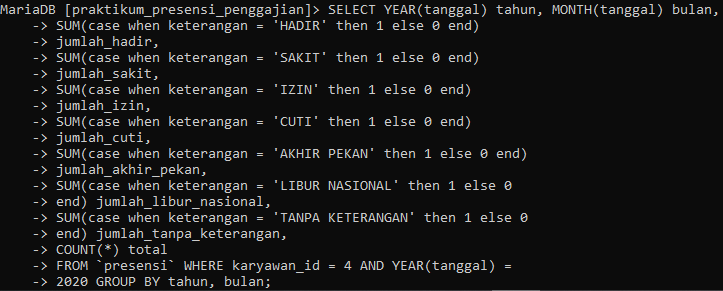 MariaDB [praktikum_presensi_penggajian]> SELECT YEAR(tanggal) tahun, MONTH(tanggal) bulan,
-> SUM(case when keterangan = 'HADIR' then 1 else 0 end)
-> jumlah_hadir,
-> SUM(case when keterangan = 'SAKIT' then 1 else 0 end)
-> jumlah_sakit,
-> SUM(case when keterangan = 'IZIN' then 1 else 0 end)
-> jumlah_izin,
-> SUM(case when keterangan = 'CUTI' then 1 else 0 end)
-> jumlah_cuti,
-> SUM(case when keterangan = 'AKHIR PEKAN' then 1 else 0 end)
-> jumlah_akhir_pekan,
-> SUM(case when keterangan = 'LIBUR NASIONAL' then 1 else 0
-> end) jumlah_libur_nasional,
-> SUM(case when keterangan = 'TANPA KETERANGAN' then 1 else 0
-> end) jumlah_tanpa_keterangan,
-> COUNT(*) total
-> FROM `presensi` WHERE karyawan_id = 4 AND YEAR(tanggal) =
-> 2020 GROUP BY tahun, bulan;